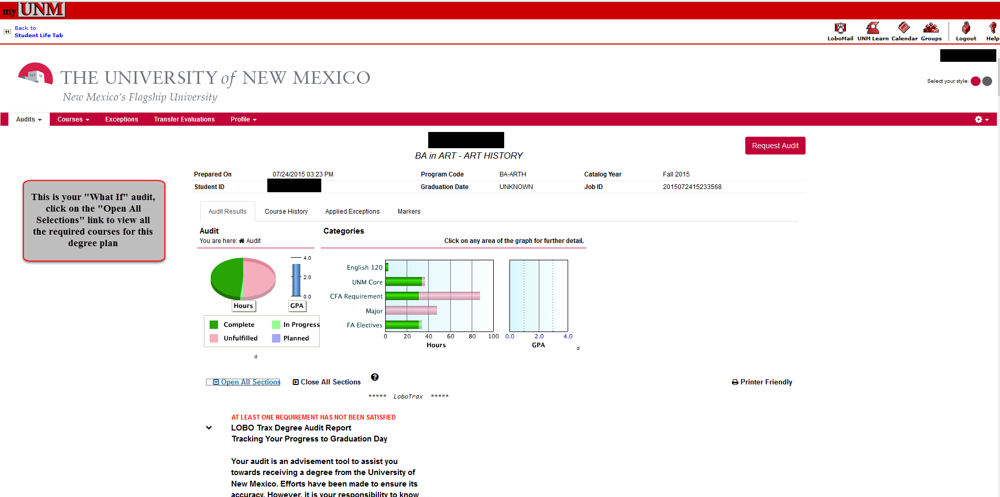 my UNM
Back to
Student Life Tab
LoboMail UNM Learn Calendar Groups Logout Help
THE UNIVERSITY of NEW MEXICO
New Mexico's Flagship University
Select your style:
Audits Courses Exceptions Transfer Evaluations Profile
BA in ART - ART HISTORY
Request Audit
Prepared On 07/24/2015 03:23 PM Program Code BA-ARTH Catalog Year Fall 2015
Student ID Graduation Date UNKNOWN Job ID 2015072415233568
This is your "What If" audit,
click on the "Open All
Selections" link to view all
the required courses for this
degree plan
Audit Results Course History Applied Exceptions Markers
Audit
You are here: Audit
Categories
Click on any area of the graph for further detail.
4.0
2.0
0.0
Hours GPA
Complete In Progress
Unfulfilled Planned
d
English 120
UNM Core
CFA Requirement
Major
FA Electives
0 20 40 60 80 100
Hours
0.0 2.0 4.0
GPA
d
Open All Sections Close All Sections Printer Friendly
***** LoboTrax *****
AT LEAST ONE REQUIREMENT HAS NOT BEEN SATISFIED
LOBO Trax Degree Audit Report
Tracking Your Progress to Graduation Day
Your audit is an advisement tool to assist you
towards receiving a degree from the University of
New Mexico. Efforts have been made to ensure its
accuracy. However, it is your responsibility to know